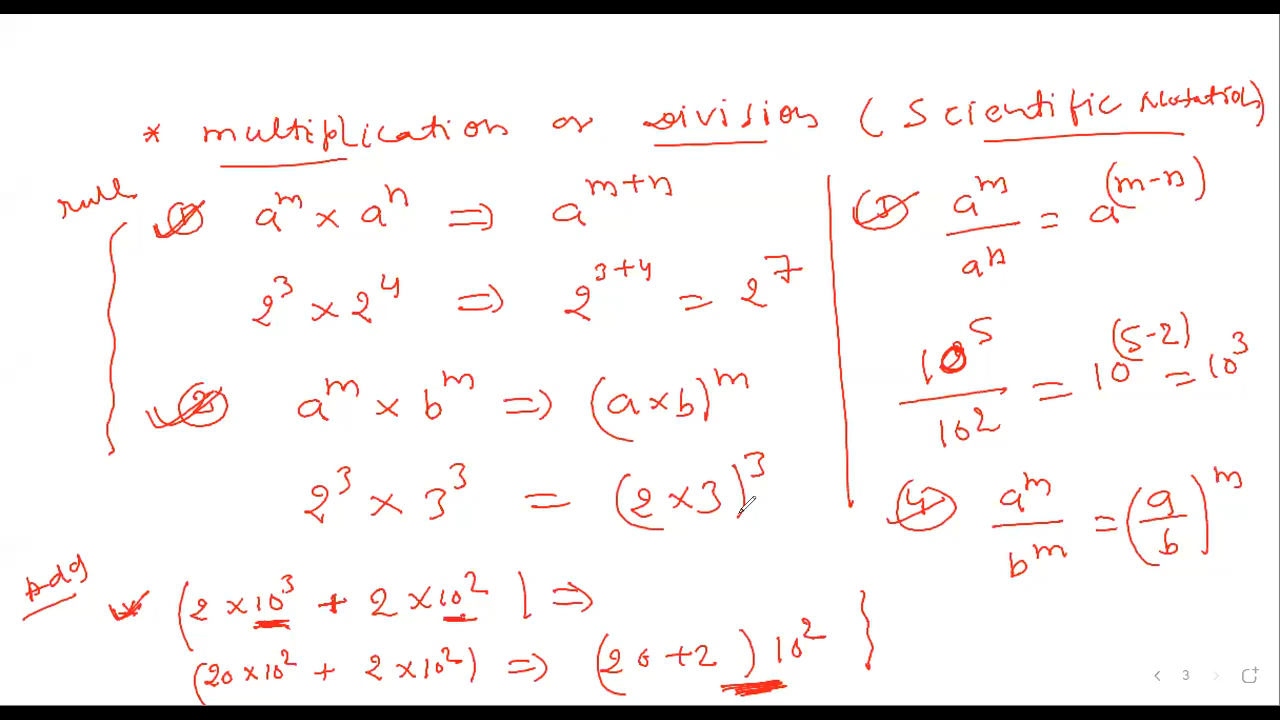 * multiplication or Division (Scientific Notation)
rull
① a^m × a^n ⇒ a^{m+n}
2^3 × 2^4 ⇒ 2^{3+4} = 2^7
② a^m × b^m ⇒ (a × b)^m
2^3 × 3^3 = (2 × 3)^3
③ a^m / a^n = a^{(m-n)}
10^5 / 10^2 = 10^{(5-2)} = 10^3
④ a^m / b^m = (a/b)^m
Add
(2 × 10^3 + 2 × 10^2) ⇒
(20 × 10^2 + 2 × 10^2) ⇒ (20 + 2) 10^2
3